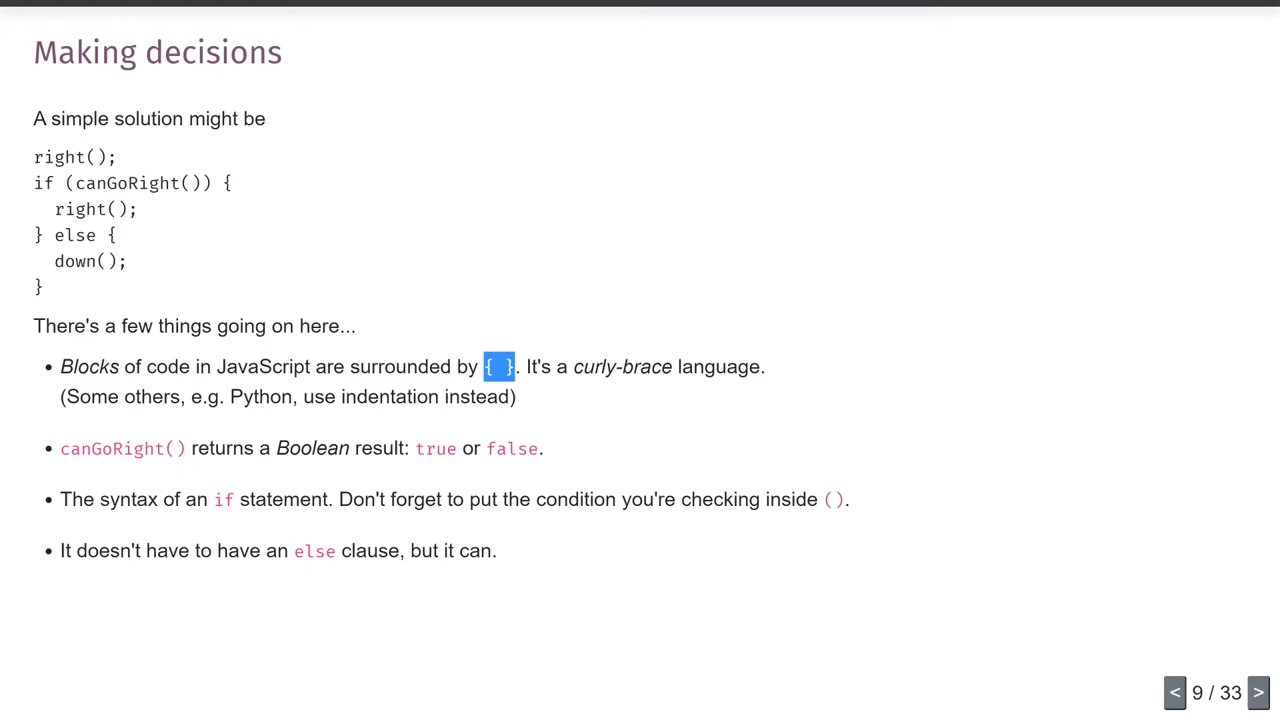 Making decisions
A simple solution might be
right();
if (canGoRight()) {
  right();
} else {
  down();
}
There's a few things going on here...
• Blocks of code in JavaScript are surrounded by { }. It's a curly-brace language.
(Some others, e.g. Python, use indentation instead)
• canGoRight() returns a Boolean result: true or false.
• The syntax of an if statement. Don't forget to put the condition you're checking inside ().
• It doesn't have to have an else clause, but it can.
< 9 / 33 >